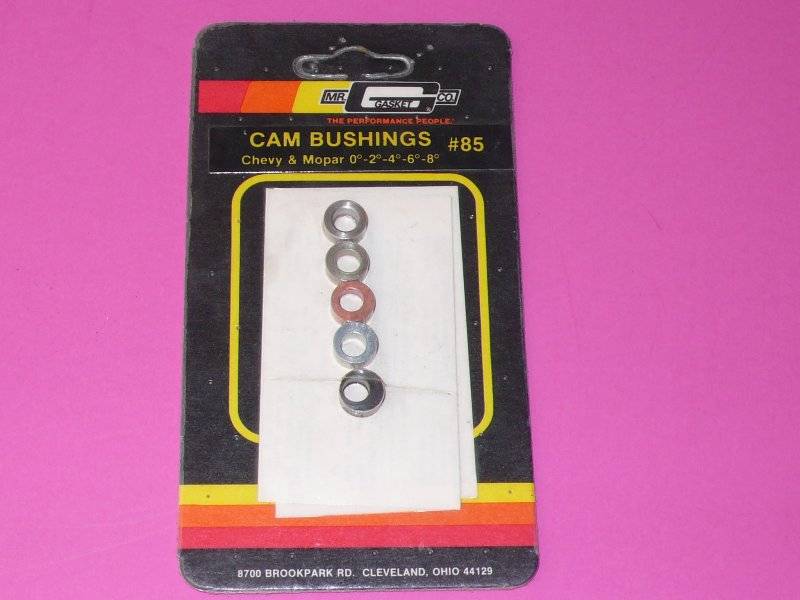 MR. GASKET CO.
THE PERFORMANCE PEOPLE.
CAM BUSHINGS #85
Chevy & Mopar 0°-2°-4°-6°-8°
8700 BROOKPARK RD. CLEVELAND, OHIO 44129